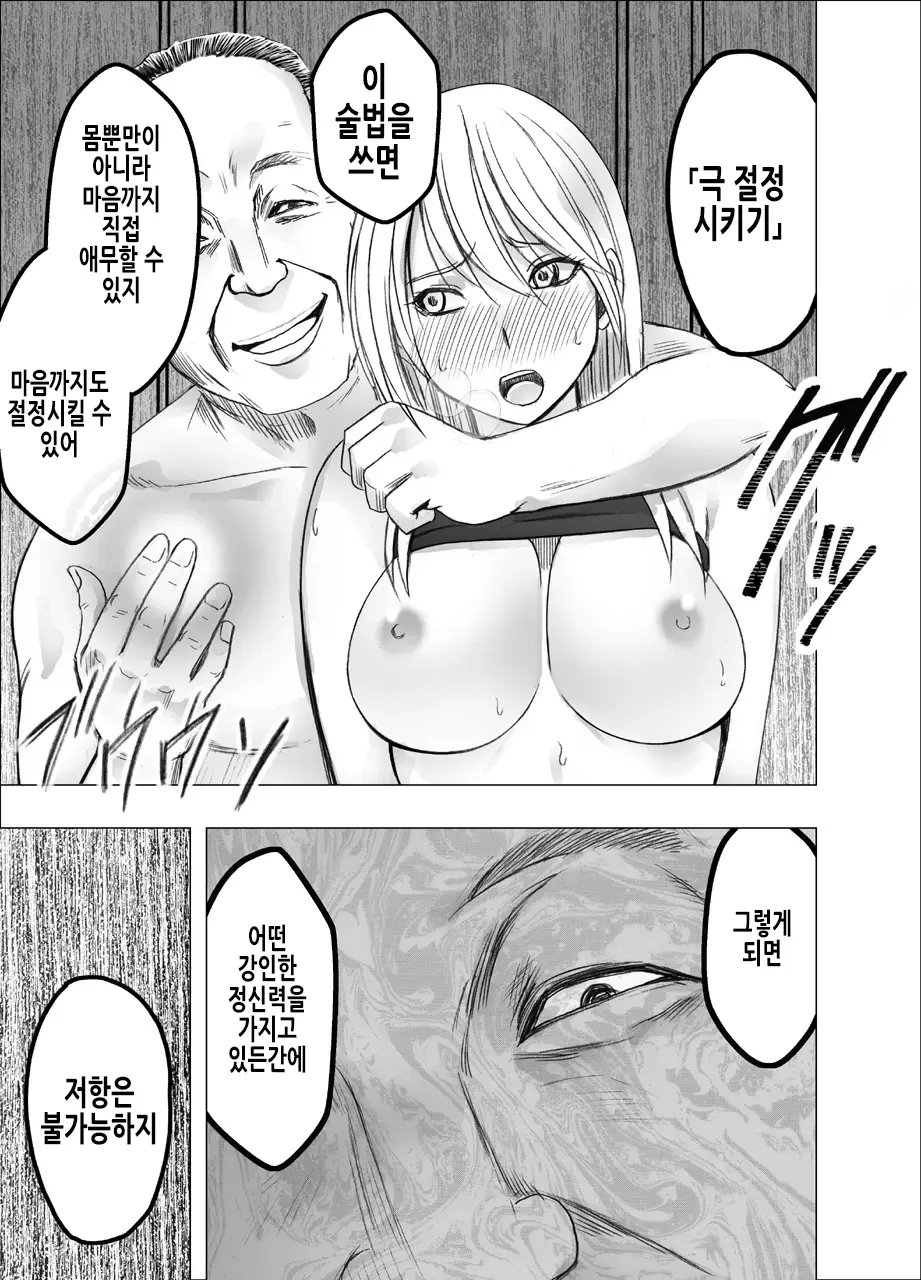 「극 절정
시키기」
이
술법을
쓰면
몸뿐만이
아니라
마음까지
직접
애무할 수
있지
마음까지도
절정시킬 수
있어
그렇게
되면
어떤
강인한
정신력을
가지고
있든간에
저항은
불가능하지